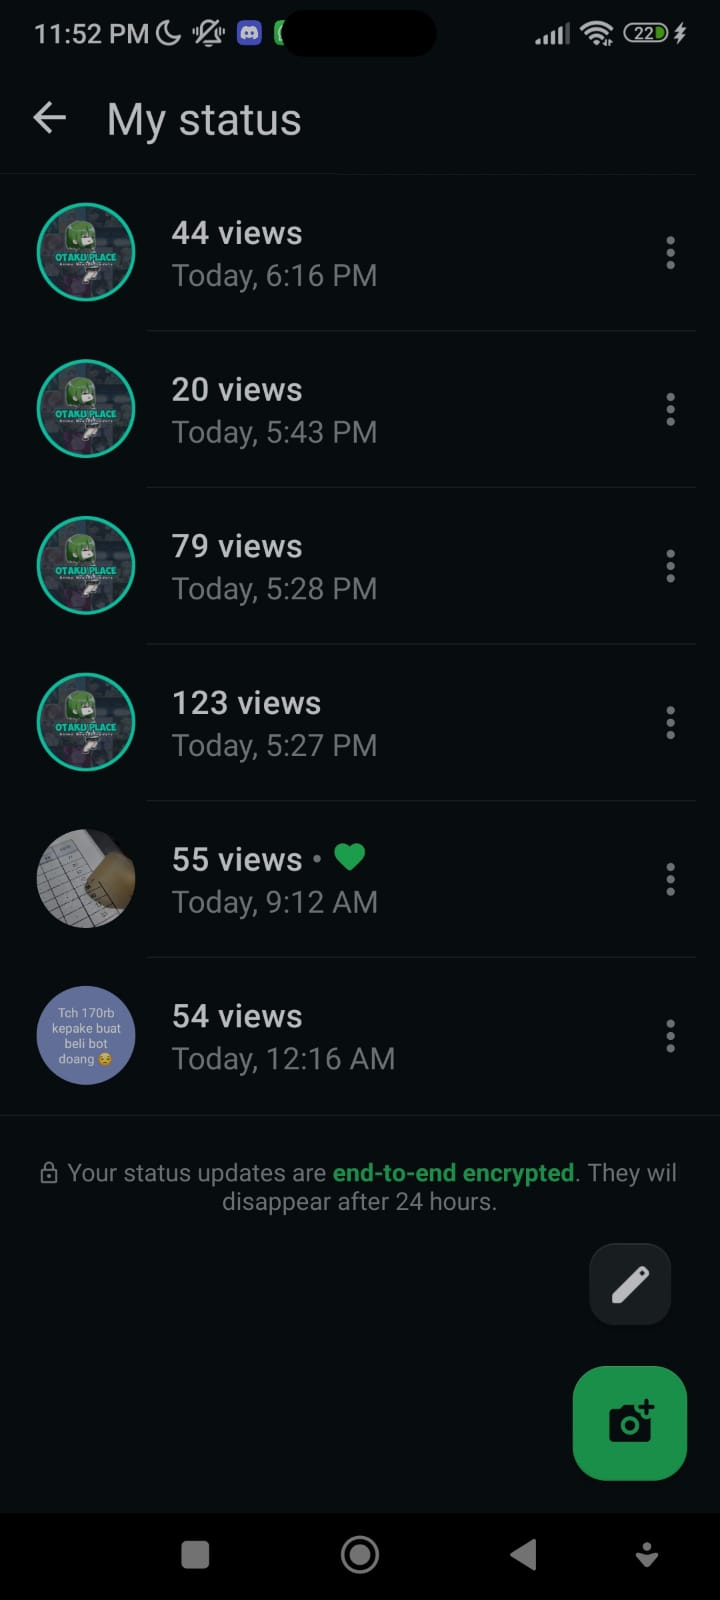 11:52 PM
22
My status
OTAKU PLACE
44 views
Today, 6:16 PM
OTAKU PLACE
20 views
Today, 5:43 PM
OTAKU PLACE
79 views
Today, 5:28 PM
OTAKU PLACE
123 views
Today, 5:27 PM
55 views •
Today, 9:12 AM
Tch 170rb
kepake buat
beli bot
doang 😔
54 views
Today, 12:16 AM
Your status updates are end-to-end encrypted. They wil
disappear after 24 hours.